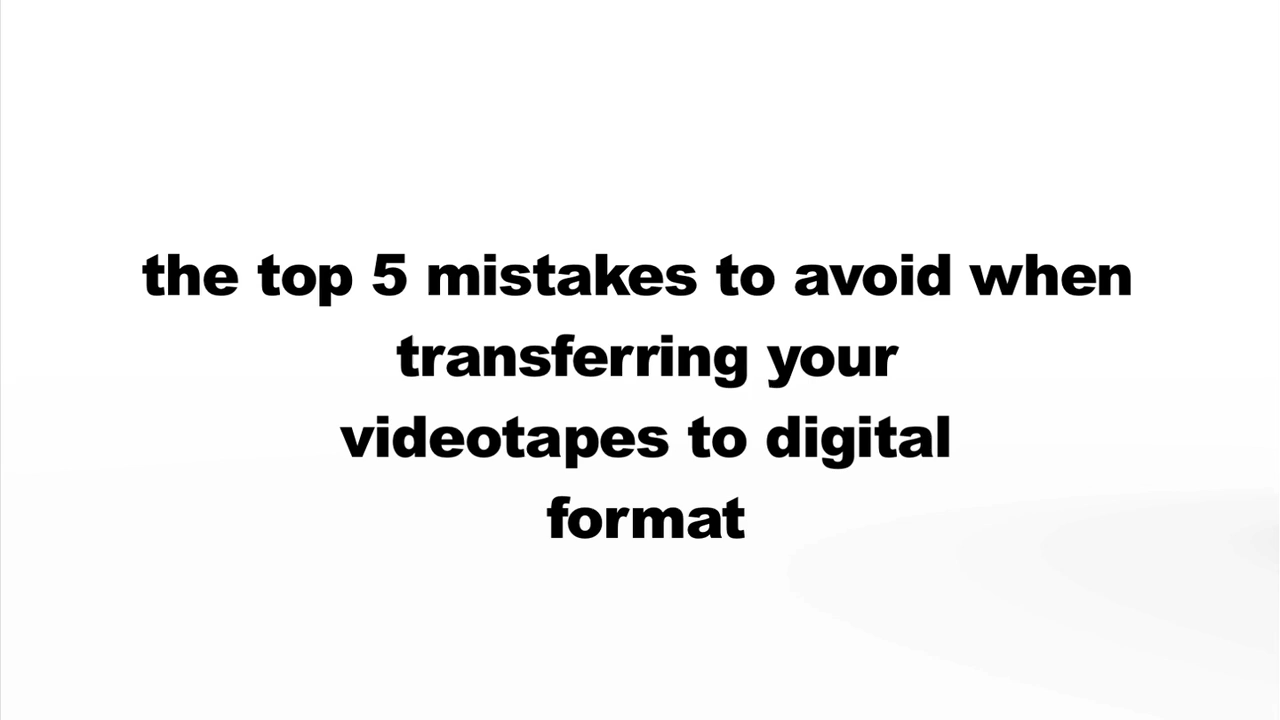 the top 5 mistakes to avoid when
transferring your
videotapes to digital
format